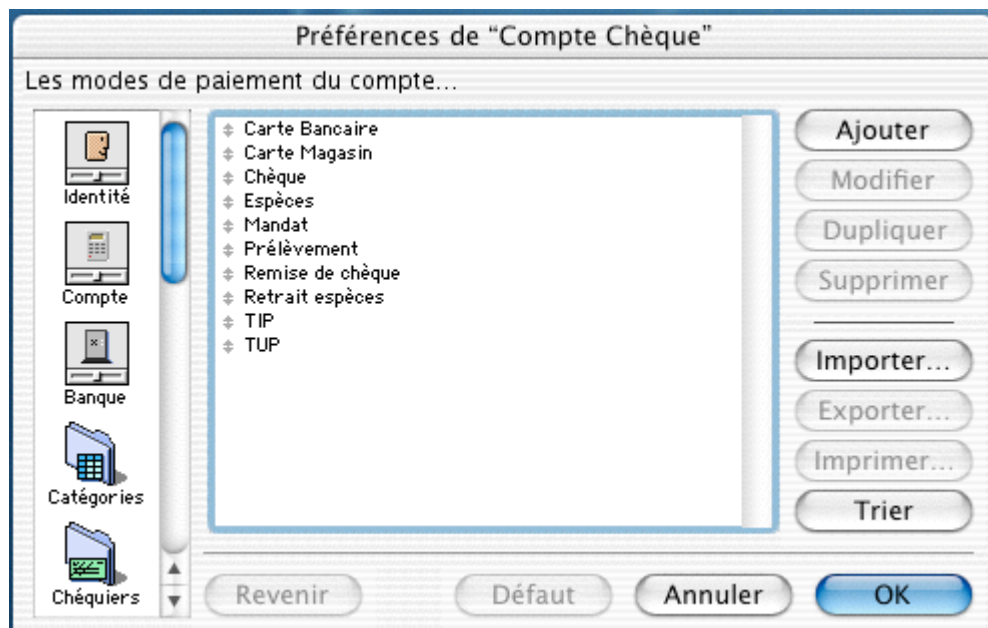 Préférences de “Compte Chèque”
Les modes de paiement du compte...
Identité
Compte
Banque
Catégories
Chéquiers
Carte Bancaire
Carte Magasin
Chèque
Espèces
Mandat
Prélèvement
Remise de chèque
Retrait espèces
TIP
TUP
Ajouter
Modifier
Dupliquer
Supprimer
Importer...
Exporter...
Imprimer...
Trier
Revenir
Défaut
Annuler
OK